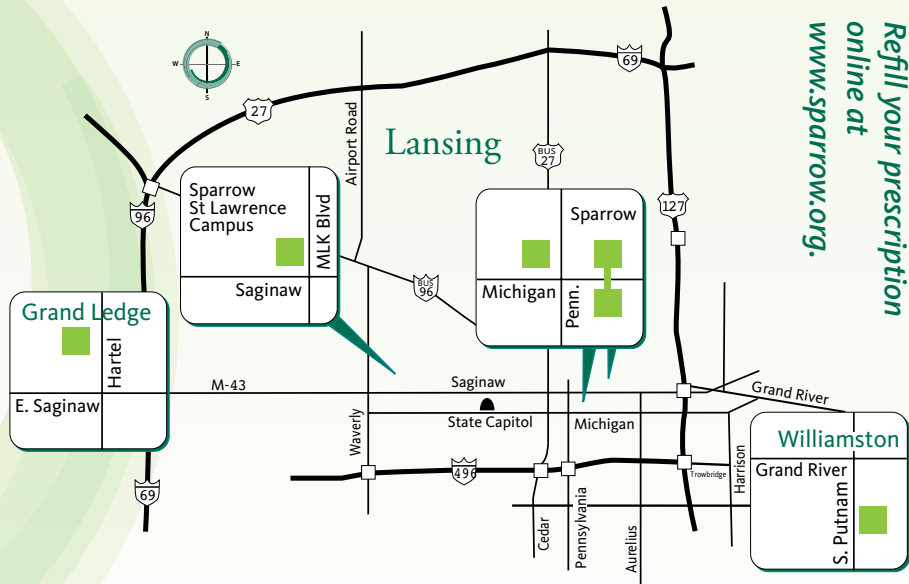 Refill your prescription
online at
www.sparrow.org.
N
W
E
S
69
27
Lansing
Airport Road
BUS
27
Sparrow
St Lawrence
Campus
MLK Blvd
Saginaw
96
Sparrow
Michigan
Penn.
127
BUS
96
Grand Ledge
Hartel
E. Saginaw
M-43
Saginaw
Grand River
State Capitol
Michigan
Waverly
Williamston
Grand River
S. Putnam
Harrison
Trowbridge
496
69
Cedar
Pennsylvania
Aurelius